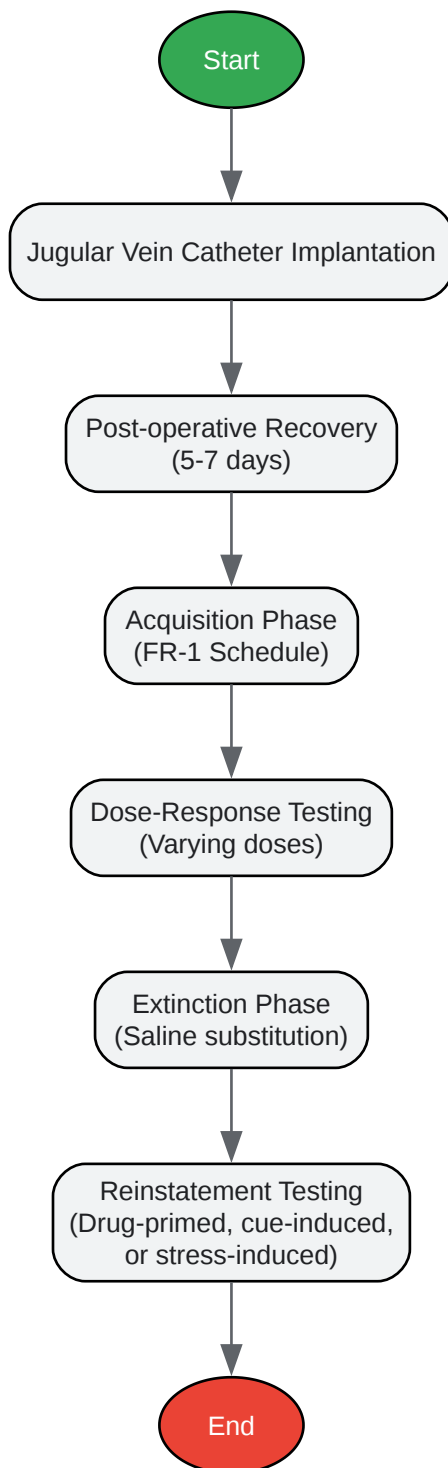 Start
Jugular Vein Catheter Implantation
Post-operative Recovery
(5-7 days)
Acquisition Phase
(FR-1 Schedule)
Dose-Response Testing
(Varying doses)
Extinction Phase
(Saline substitution)
Reinstatement Testing
(Drug-primed, cue-induced,
or stress-induced)
End